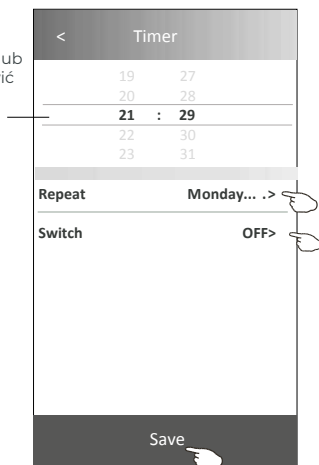 < Timer
ub
ić
19 27
20 28
21 : 29
22 30
23 31
Repeat Monday... .>
Switch OFF>
Save